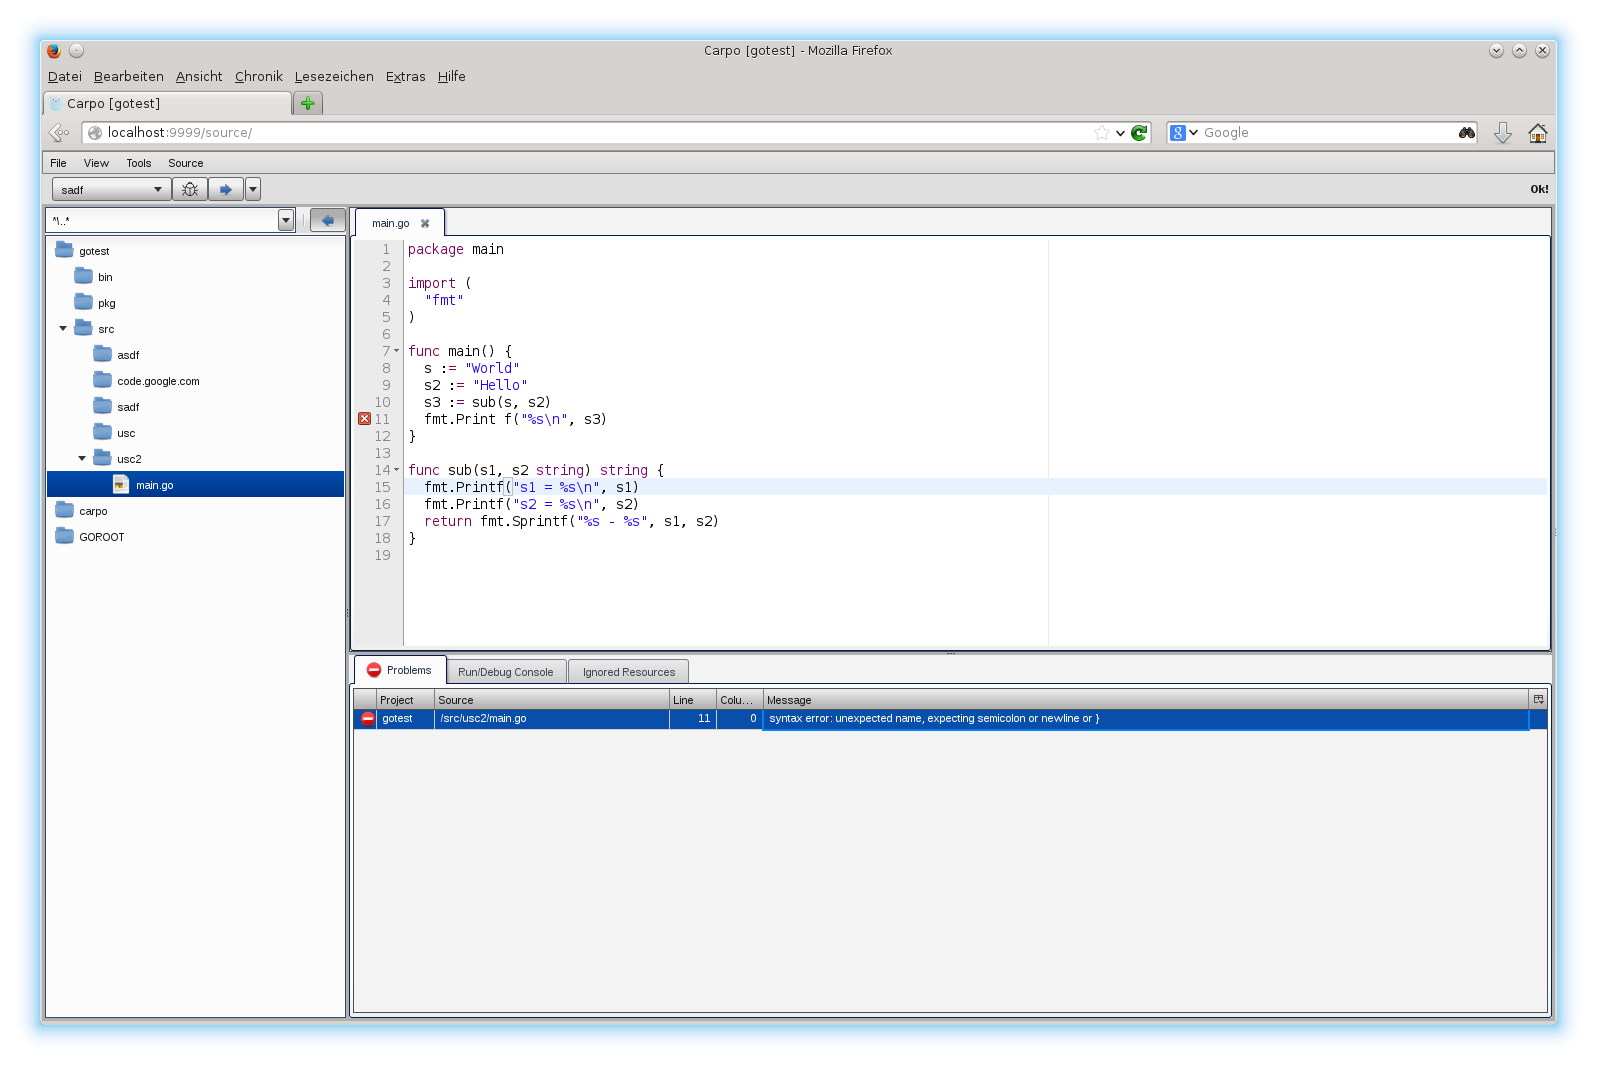 Carpo [gotest] - Mozilla Firefox
Datei Bearbeiten Ansicht Chronik Lesezeichen Extras Hilfe
Carpo [gotest]
localhost:9999/source/
8 Google
File View Tools Source
sadf
Ok!
^\..*
main.go
gotest
bin
pkg
src
asdf
code.google.com
sadf
usc
usc2
main.go
carpo
GOROOT
1 package main
2
3 import (
4   "fmt"
5 )
6
7 func main() {
8   s := "World"
9   s2 := "Hello"
10   s3 := sub(s, s2)
11   fmt.Print f("%s\n", s3)
12 }
13
14 func sub(s1, s2 string) string {
15   fmt.Printf("s1 = %s\n", s1)
16   fmt.Printf("s2 = %s\n", s2)
17   return fmt.Sprintf("%s - %s", s1, s2)
18 }
19
Problems Run/Debug Console Ignored Resources
Project Source Line Colu... Message
gotest /src/usc2/main.go 11 0 syntax error: unexpected name, expecting semicolon or newline or }